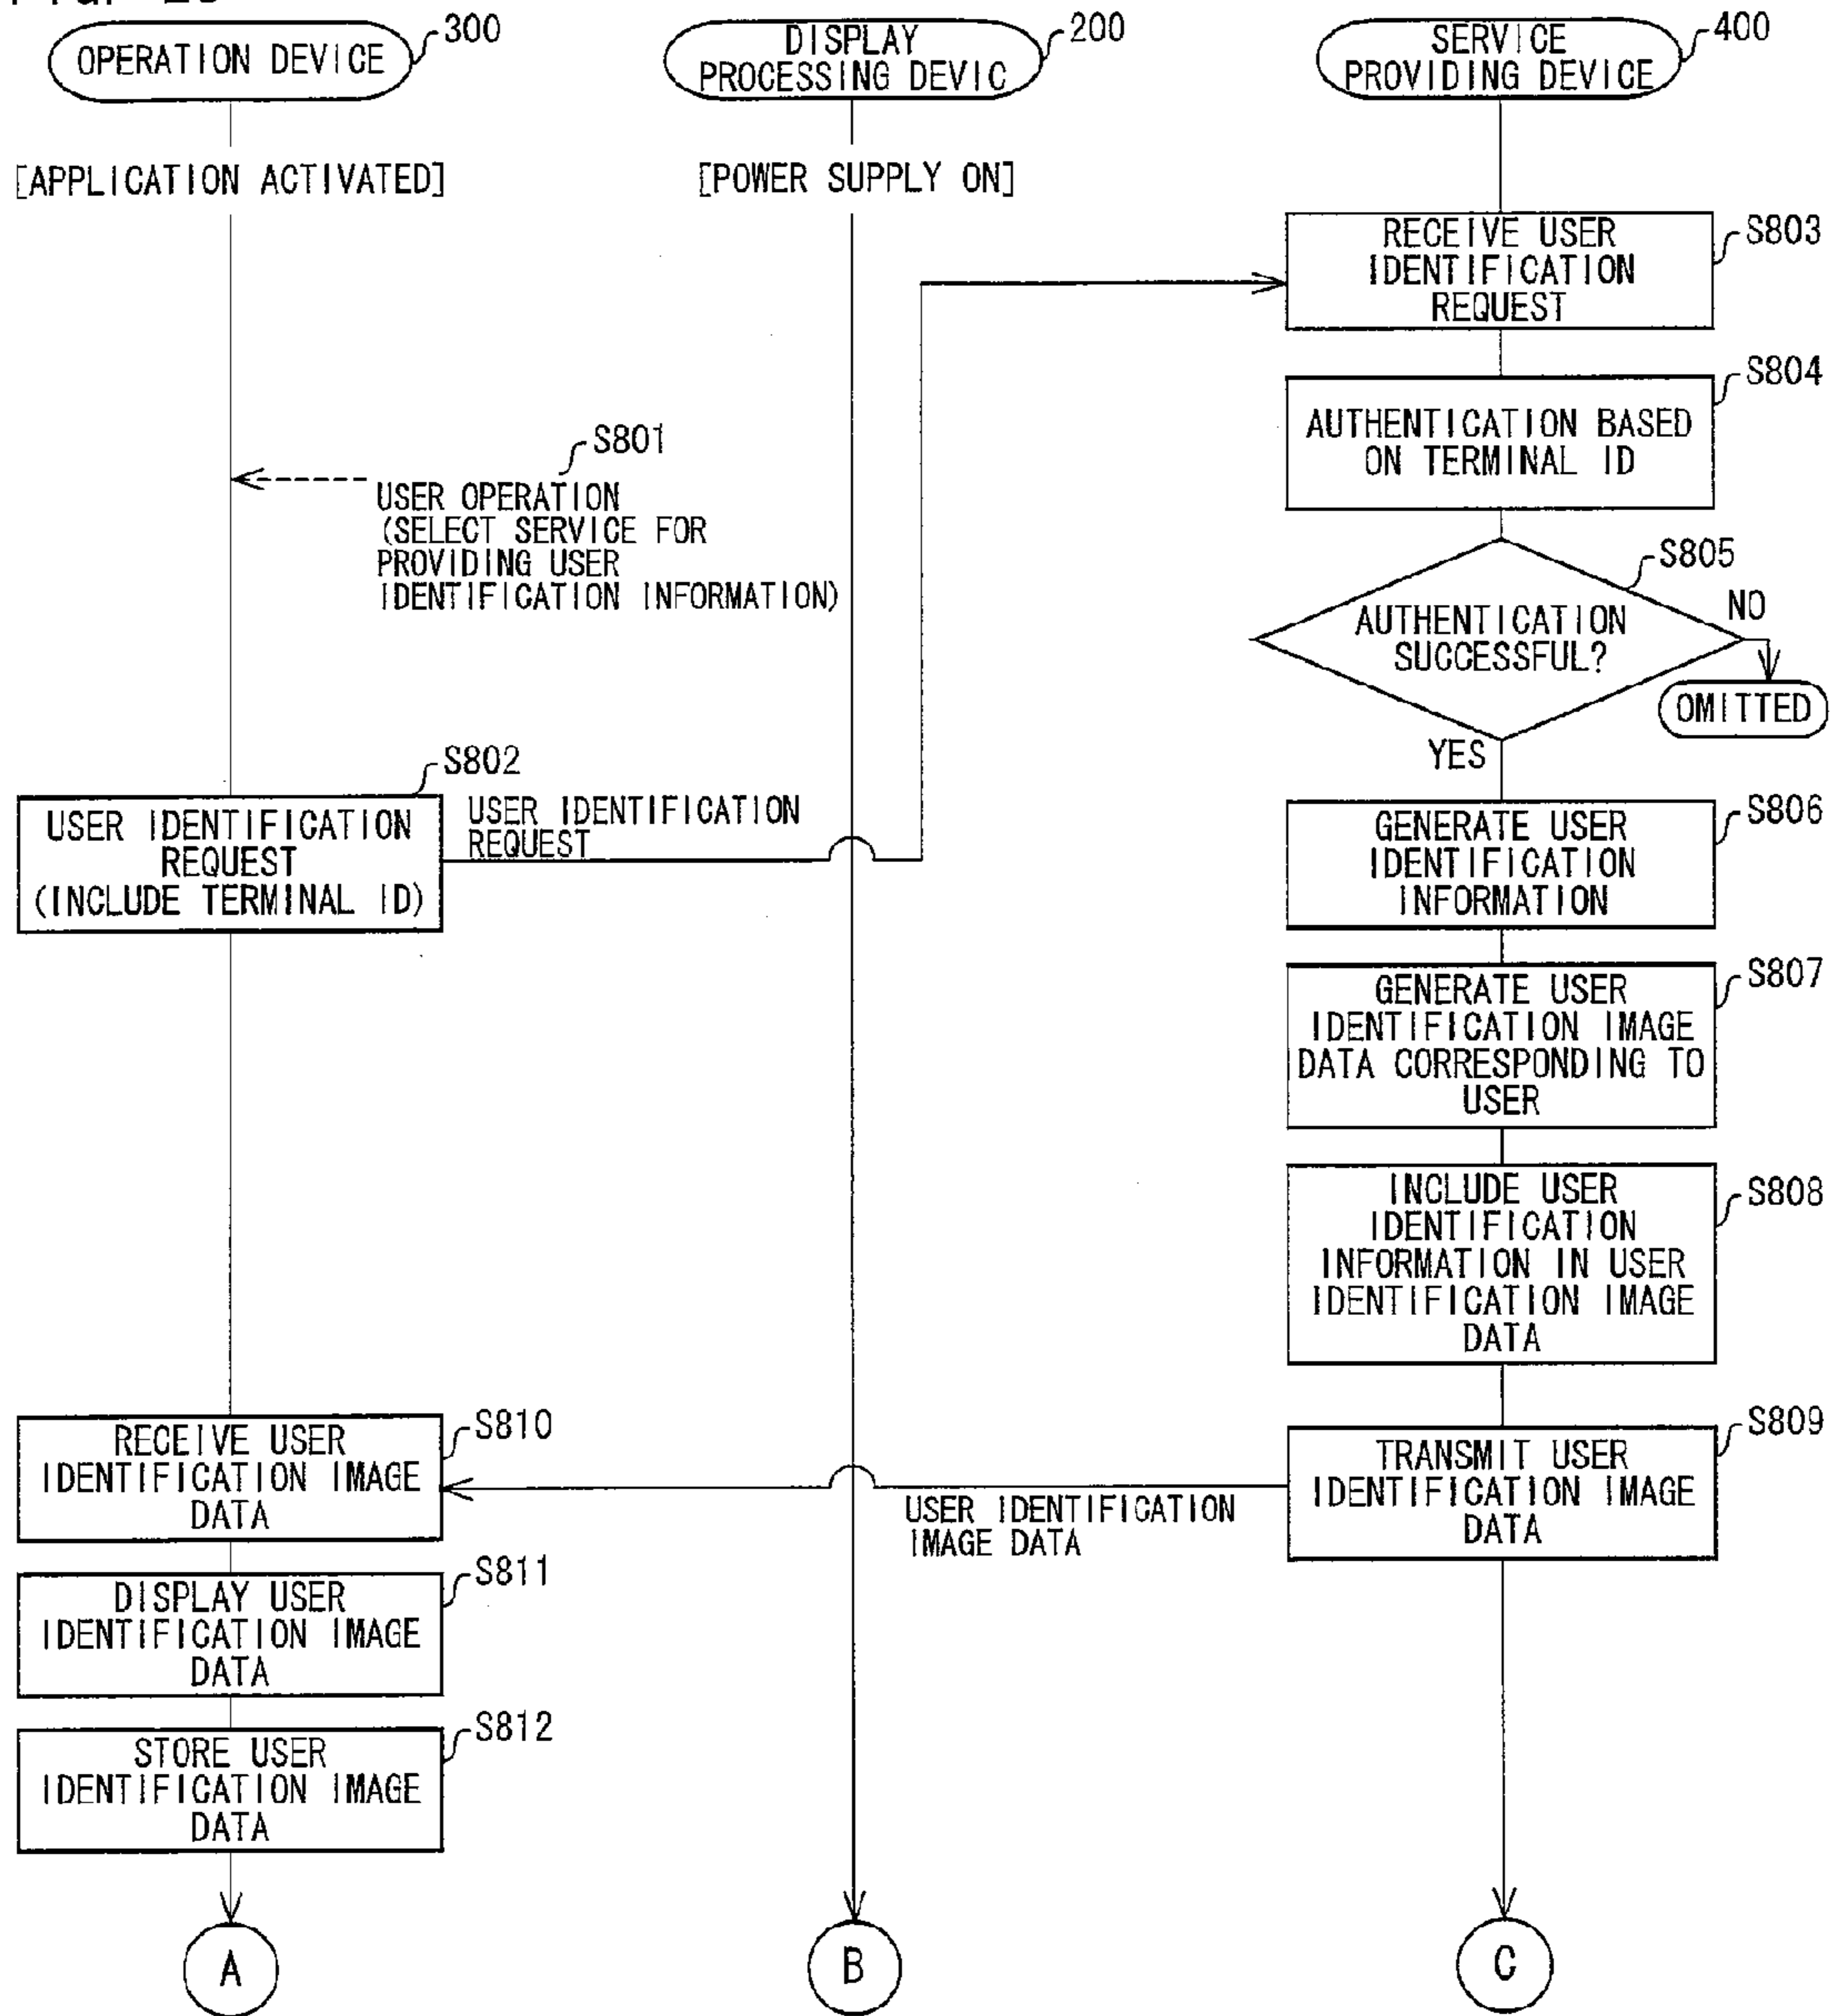 OPERATION DEVICE
300
DISPLAY
PROCESSING DEVIC
200
SERVICE
PROVIDING DEVICE
400
[APPLICATION ACTIVATED]
[POWER SUPPLY ON]
RECEIVE USER
IDENTIFICATION
REQUEST
S803
AUTHENTICATION BASED
ON TERMINAL ID
S804
S801
USER OPERATION
(SELECT SERVICE FOR
PROVIDING USER
IDENTIFICATION INFORMATION)
S805
AUTHENTICATION
SUCCESSFUL?
NO
OMITTED
YES
S802
USER IDENTIFICATION
REQUEST
(INCLUDE TERMINAL ID)
USER IDENTIFICATION
REQUEST
GENERATE USER
IDENTIFICATION
INFORMATION
S806
GENERATE USER
IDENTIFICATION IMAGE
DATA CORRESPONDING TO
USER
S807
INCLUDE USER
IDENTIFICATION
INFORMATION IN USER
IDENTIFICATION IMAGE
DATA
S808
RECEIVE USER
IDENTIFICATION IMAGE
DATA
S810
USER IDENTIFICATION
IMAGE DATA
TRANSMIT USER
IDENTIFICATION IMAGE
DATA
S809
DISPLAY USER
IDENTIFICATION IMAGE
DATA
S811
STORE USER
IDENTIFICATION IMAGE
DATA
S812
A
B
C